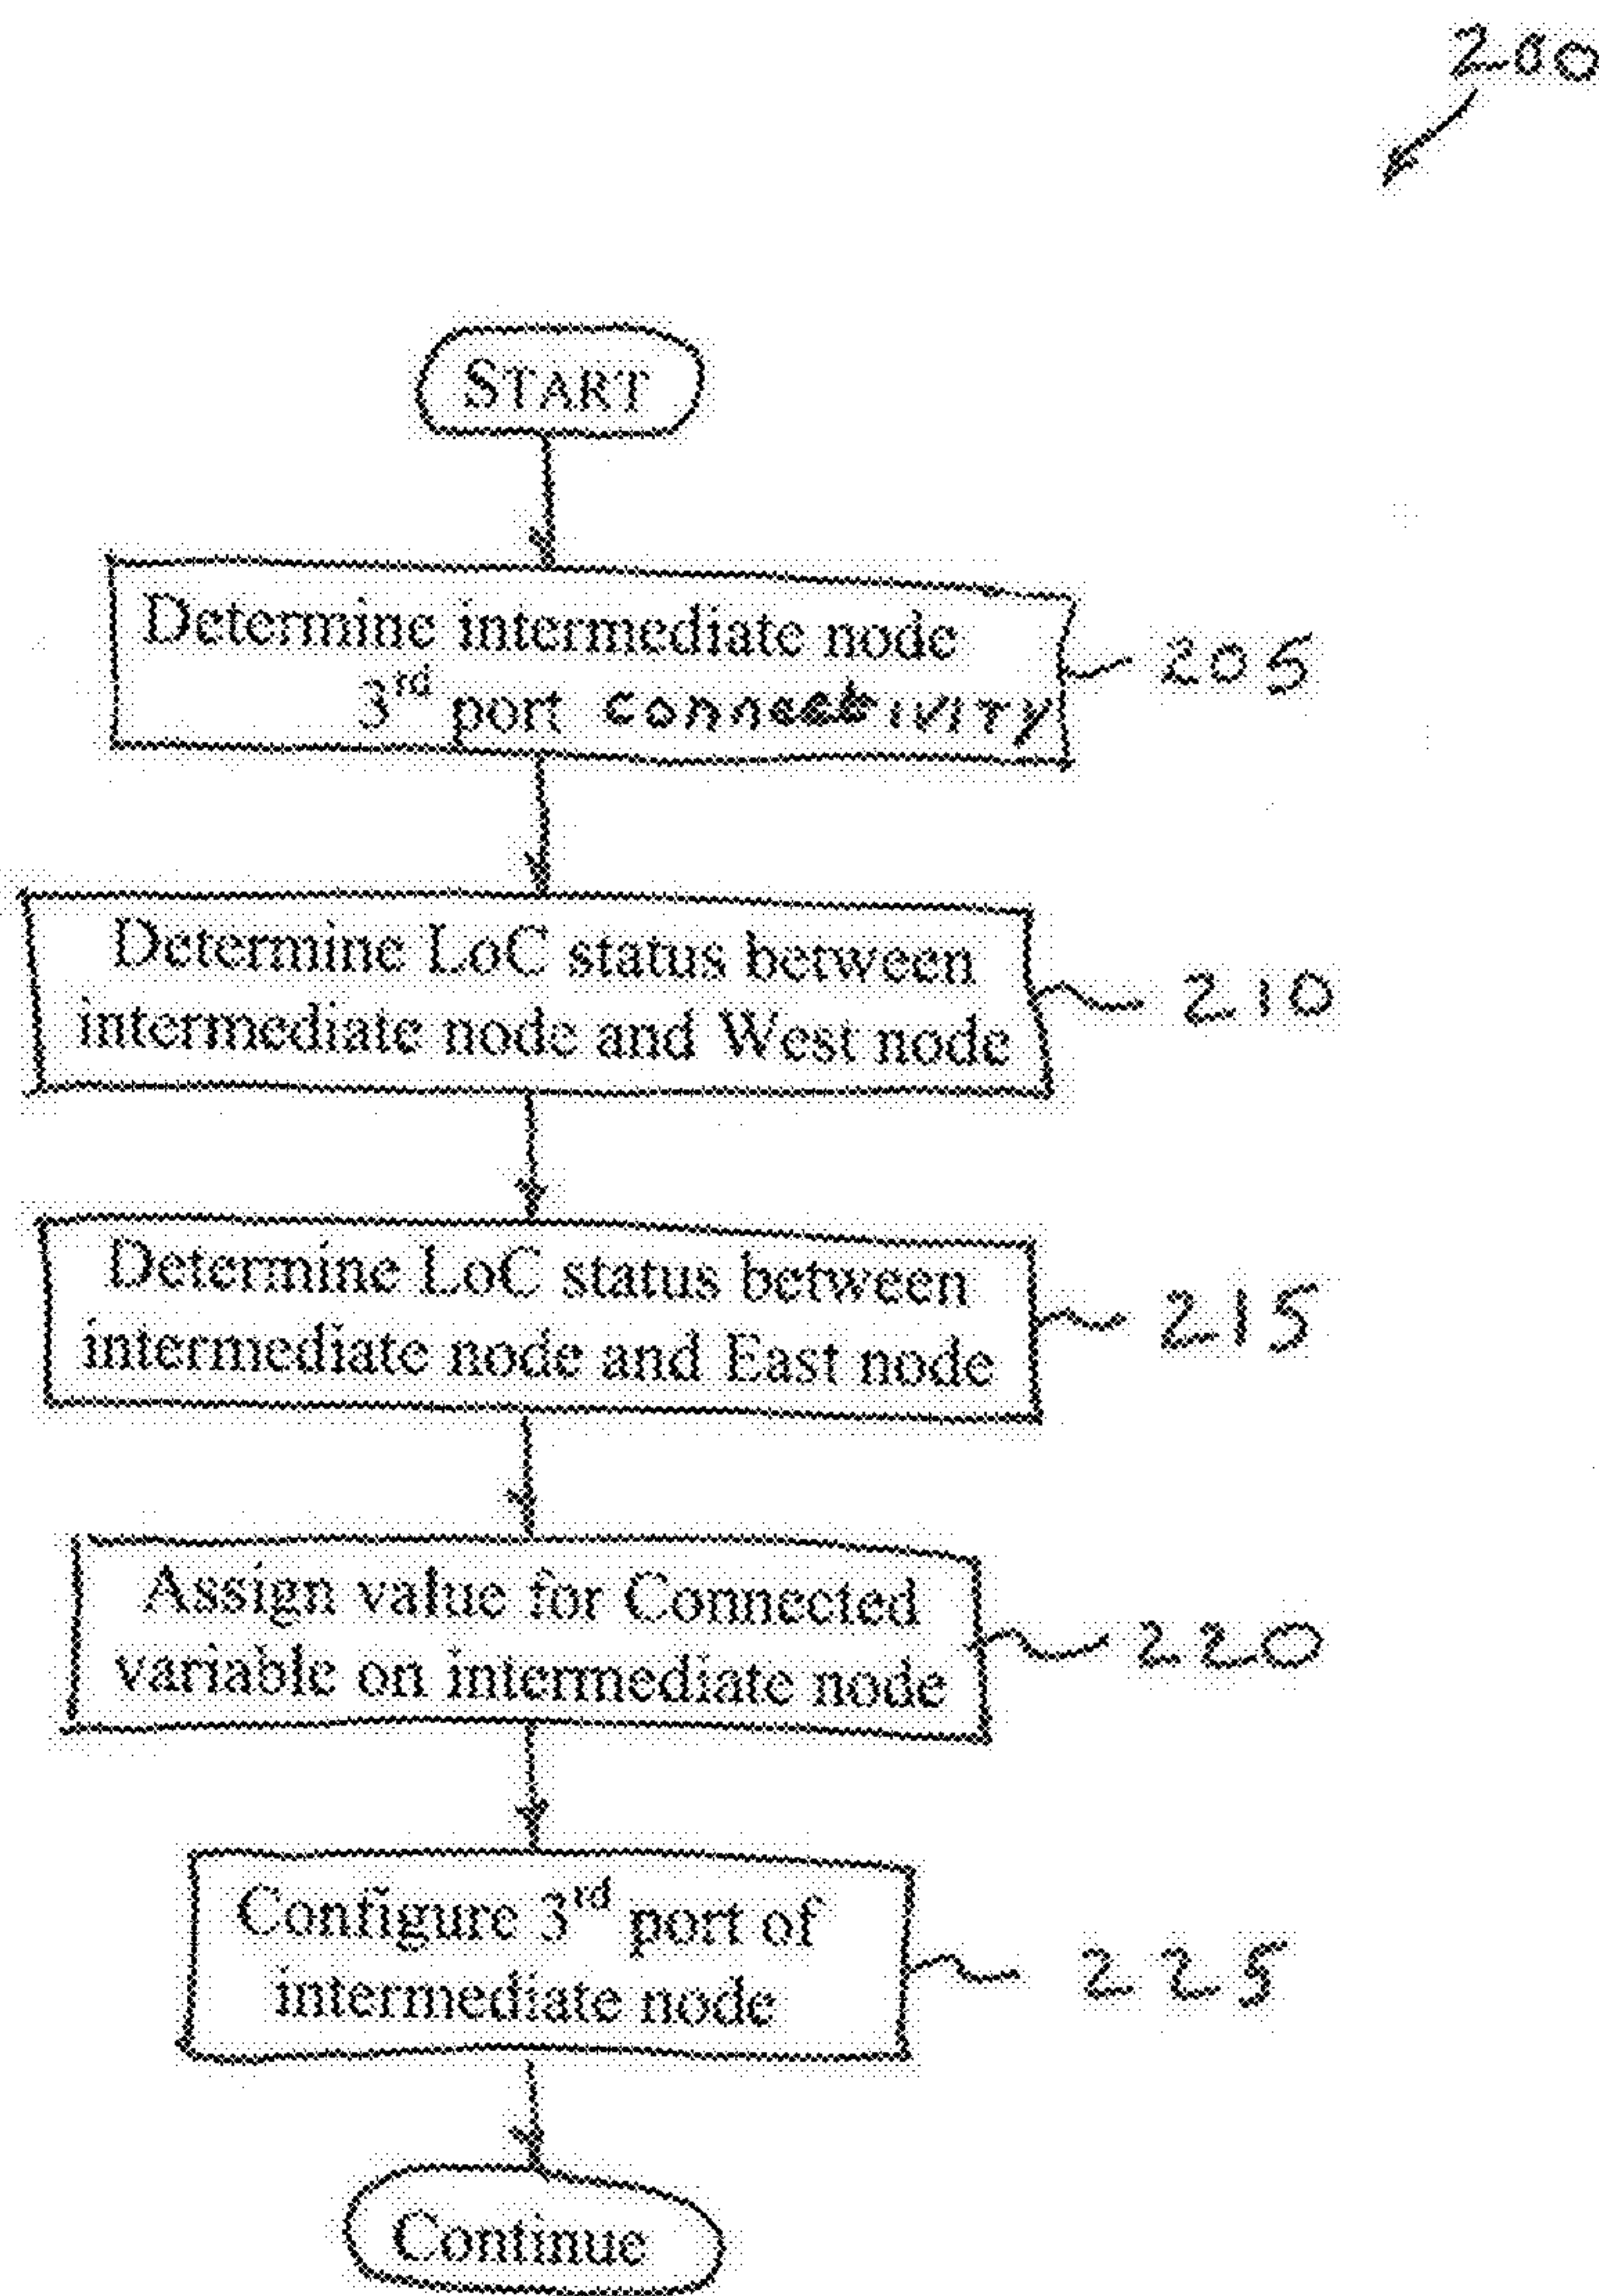 200
START
Determine intermediate node
3rd port connectivity
205
Determine LoC status between
intermediate node and West node
210
Determine LoC status between
intermediate node and East node
215
Assign value for Connected
variable on intermediate node
220
Configure 3rd port of
intermediate node
225
Continue